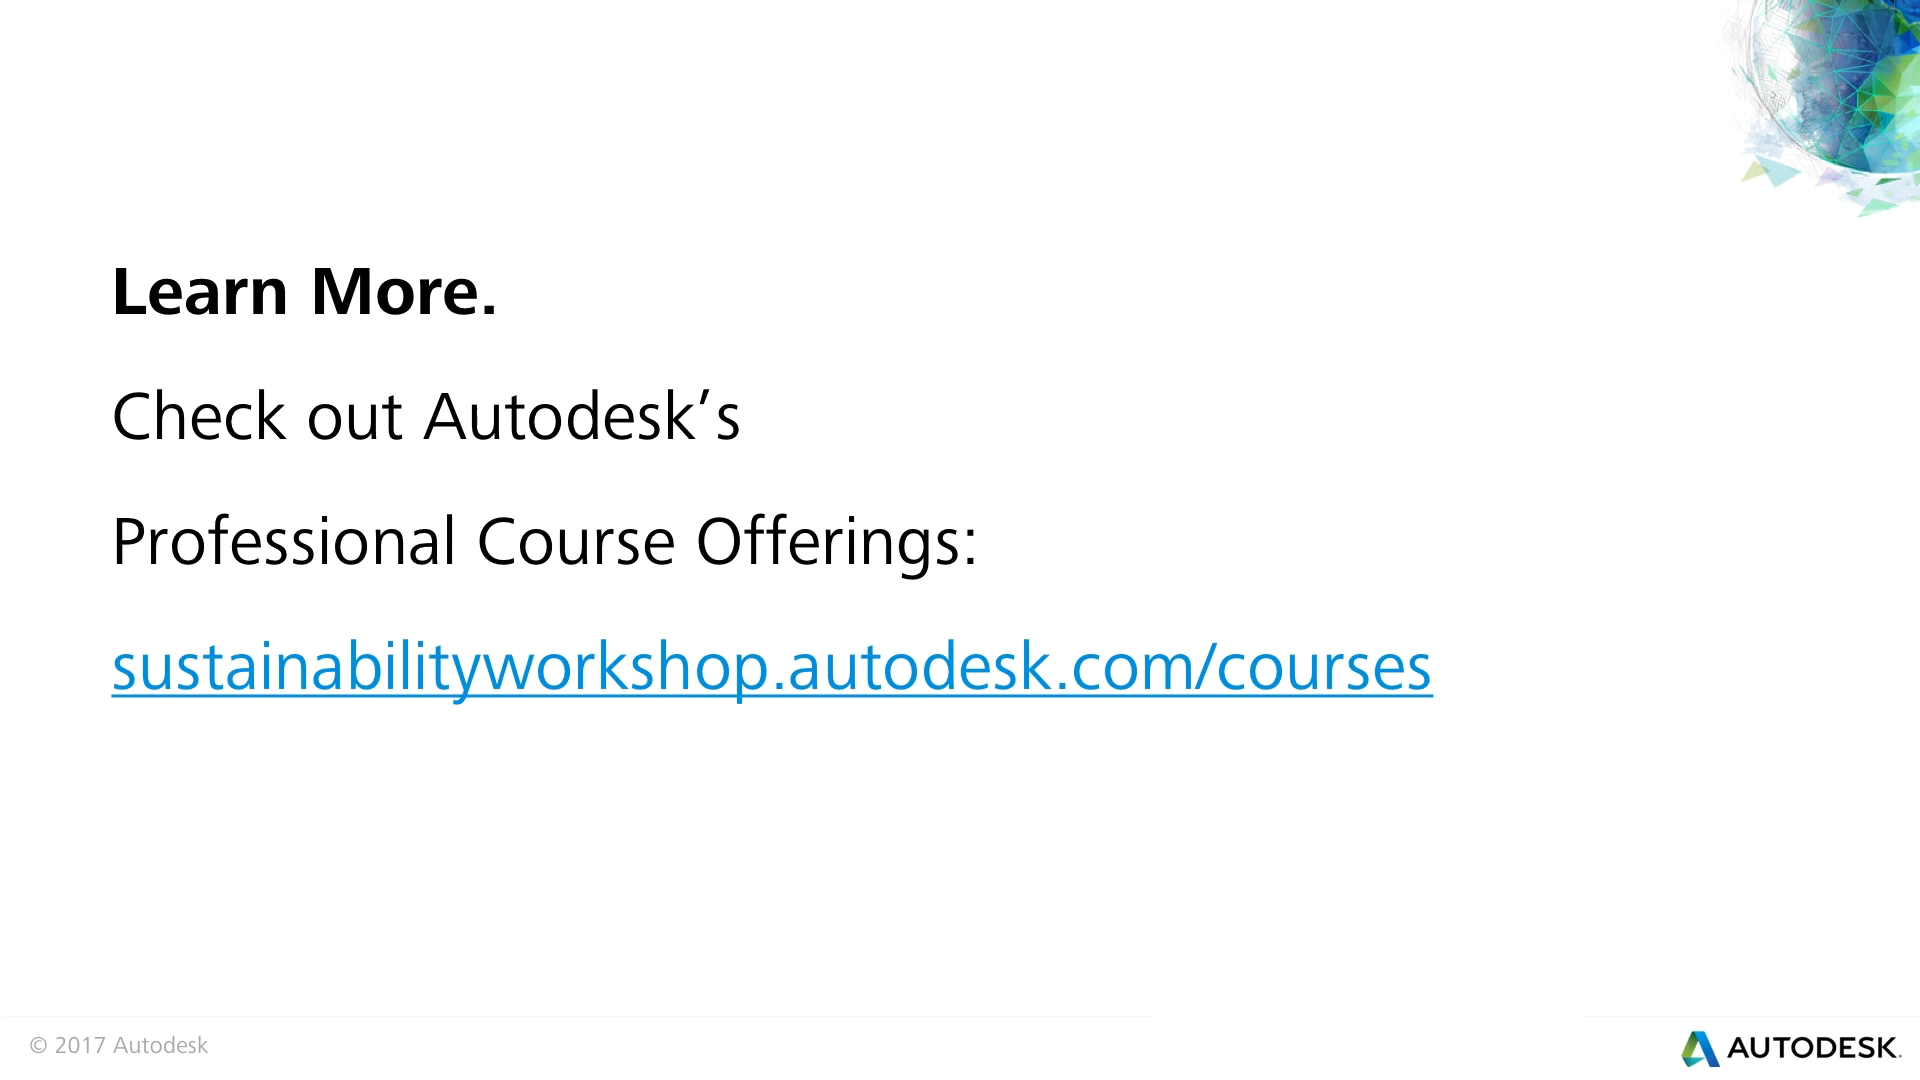 Learn More.
Check out Autodesk’s
Professional Course Offerings:
sustainabilityworkshop.autodesk.com/courses
© 2017 Autodesk
AUTODESK.